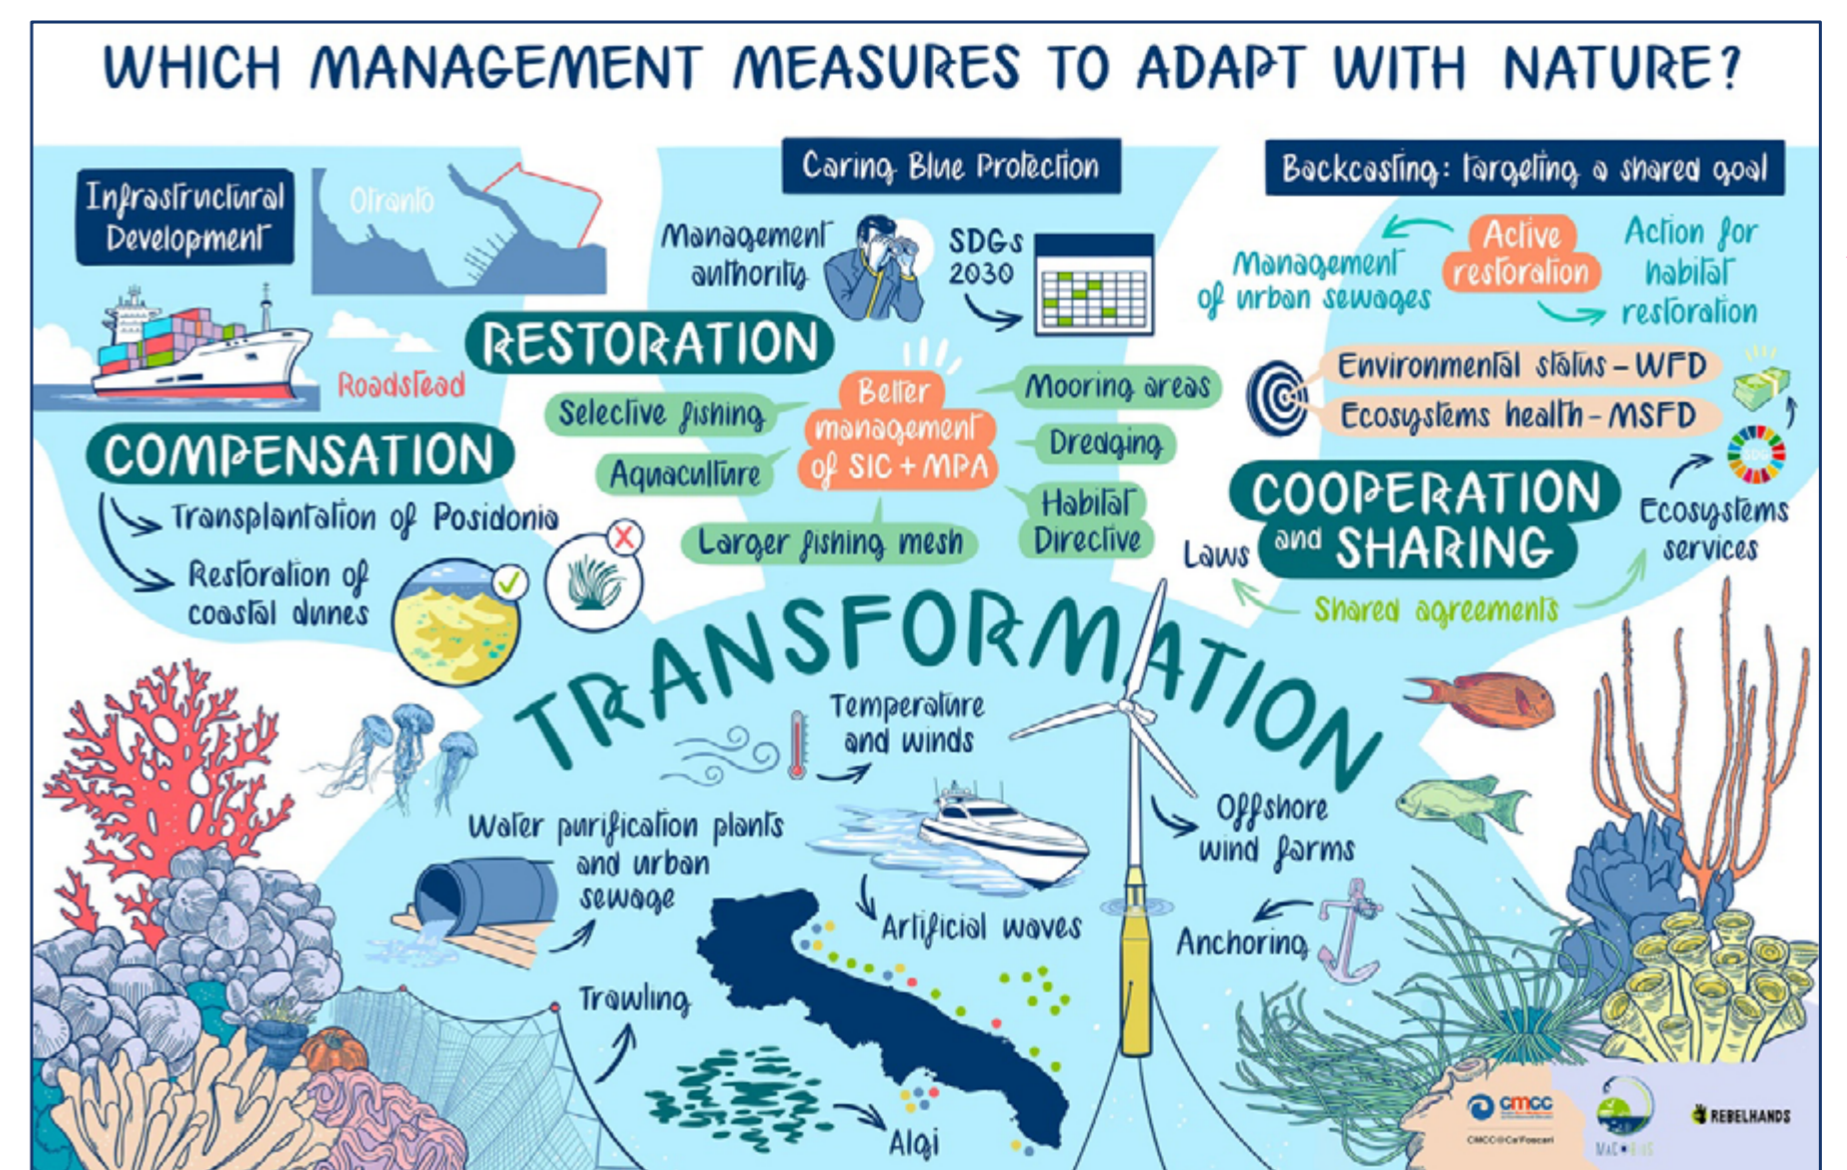 WHICH MANAGEMENT MEASURES TO ADAPT WITH NATURE?
Infrastructural
Development
Otranto
Roadstead
COMPENSATION
Transplantation of Posidonia
Restoration of
coastal dunes
Caring Blue Protection
Management
authority
SDGs
2030
RESTORATION
Better
management
of SIC + MPA
Selective fishing
Aquaculture
Larger fishing mesh
Mooring areas
Dredging
Habitat
Directive
Backcasting: targeting a shared goal
Active
restoration
Management
of urban sewages
Action for
habitat
restoration
Environmental status - WFD
Ecosystems health - MSFD
COOPERATION
and SHARING
SDG
Ecosystems
services
Laws
Shared agreements
TRANSFORMATION
Temperature
and winds
Water purification plants
and urban
sewage
Artificial waves
Offshore
wind farms
Anchoring
Trawling
Algi
cmcc
CMCC@Ca'Foscari
REBELHANDS